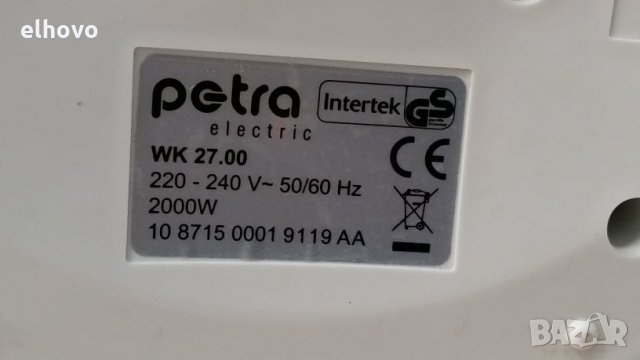 elhovo
petra
electric
Intertek
GS
WK 27.00
CE
220 - 240 V~ 50/60 Hz
2000W
10 8715 0001 9119 AA
BAZAR